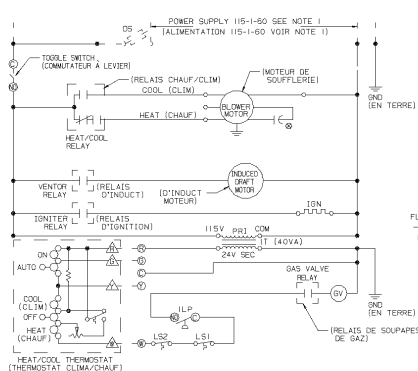 POWER SUPPLY 115-1-60 SEE NOTE 1
(ALIMENTATION 115-1-60 VOIR NOTE 1)
DS
TOGGLE SWITCH
(COMMUTATEUR À LEVIER)
C
NO
(RELAIS CHAUF/CLIM)
COOL (CLIM)
(MOTEUR DE
SOUFFLERIE)
BLOWER
MOTOR
GND
(EN TERRE)
HEAT (CHAUF)
C
HEAT/COOL
RELAY
VENTOR
RELAY
(RELAIS
D'INDUCT)
INDUCED
DRAFT
MOTOR
(D'INDUCT
MOTEUR)
IGNITER
RELAY
(RELAIS
D'IGNITION)
IGN
FL
115V PRI COM
1T (40VA)
24V SEC
ON
AUTO
R
G
C
Y
W
GAS VALVE
RELAY
GV
GND
(EN TERRE)
COOL
(CLIM)
OFF
HEAT
(CHAUF)
ILP
NO
C
LS2
LS1
(RELAIS DE SOUPAPES
DE GAZ)
HEAT/COOL THERMOSTAT
(THERMOSTAT CLIMA/CHAUF)